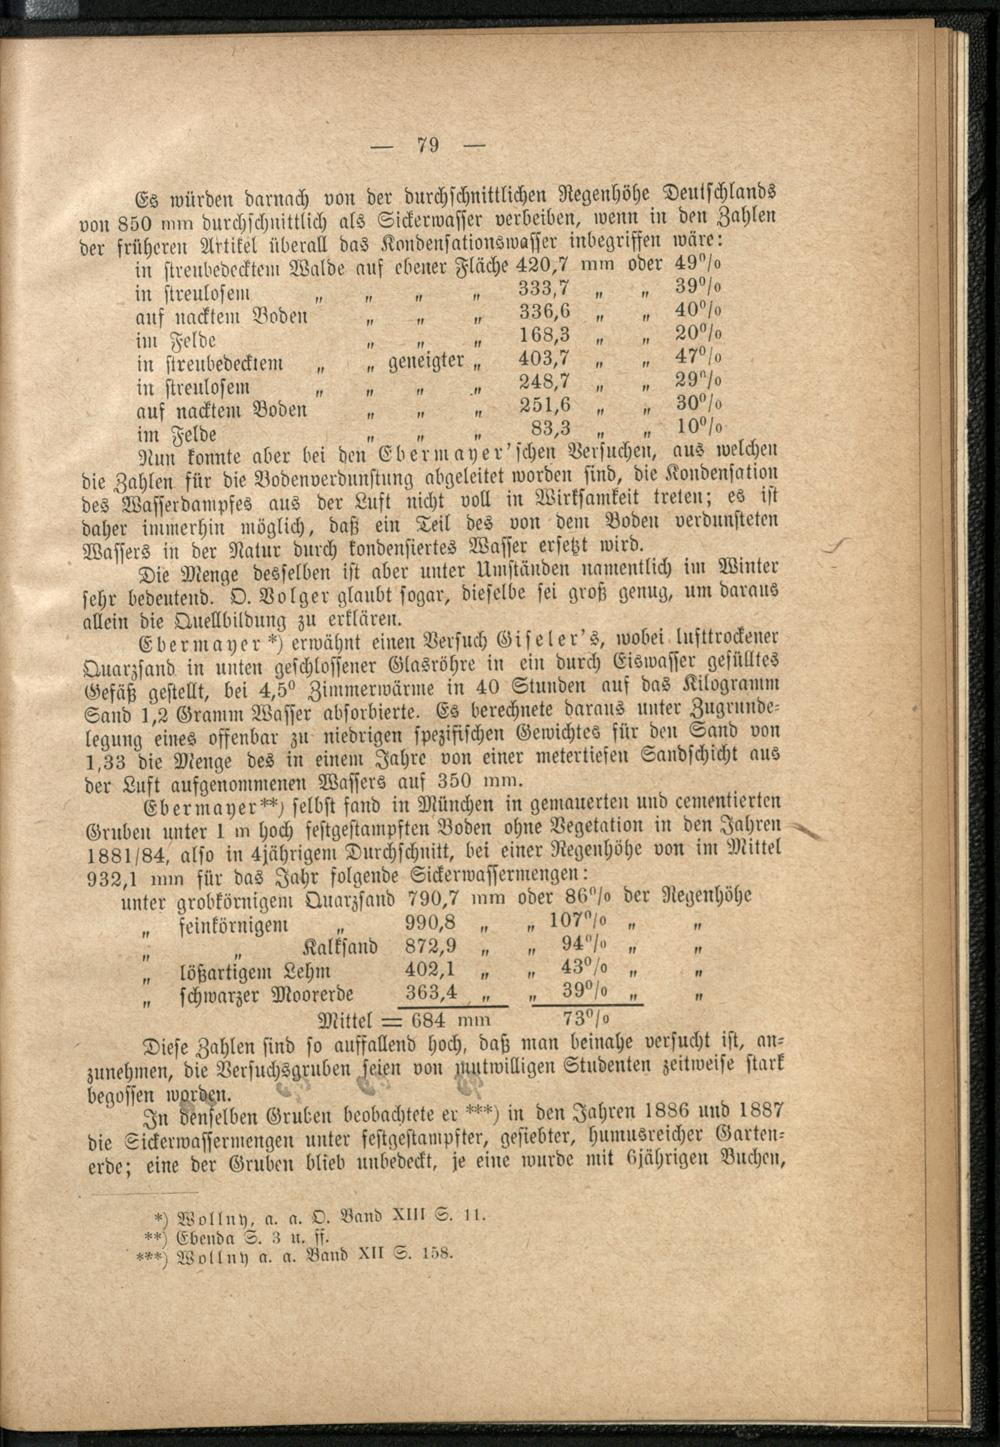 — 79 —
Es würden darnach von der durchschnittlichen Regenhöhe Deutschlands
von 850 mm durchschnittlich als Sickerwasser verbeiben, wenn in den Zahlen
der früheren Artikel überall das Kondensationswasser inbegriffen wäre:
in streubedecktem Walde auf ebener Fläche 420,7 mm oder 49%
in streulosem „ „ „ „ 333,7 „ „ 39%
auf nacktem Boden „ „ „ 336,6 „ „ 40%
im Felde „ „ „ 168,3 „ „ 20%
in streubedecktem „ „ geneigter „ 403,7 „ „ 47%
in streulosem „ „ „ „ 248,7 „ „ 29%
auf nacktem Boden „ „ „ 251,6 „ „ 30%
im Felde „ „ „ 83,3 „ „ 10%
Nun konnte aber bei den Ebermayer'schen Versuchen, aus welchen
die Zahlen für die Bodenverdunstung abgeleitet worden sind, die Kondensation
des Wasserdampfes aus der Luft nicht voll in Wirksamkeit treten; es ist
daher immerhin möglich, daß ein Teil des von dem Boden verdunsteten
Wassers in der Natur durch kondensiertes Wasser ersetzt wird.
Die Menge desselben ist aber unter Umständen namentlich im Winter
sehr bedeutend. O. Volger glaubt sogar, dieselbe sei groß genug, um daraus
allein die Quellbildung zu erklären.
Ebermayer *) erwähnt einen Versuch Giseler's, wobei lufttrockener
Quarzsand in unten geschlossener Glasröhre in ein durch Eiswasser gefülltes
Gefäß gestellt, bei 4,5° Zimmerwärme in 40 Stunden auf das Kilogramm
Sand 1,2 Gramm Wasser absorbierte. Es berechnete daraus unter Zugrunde-
legung eines offenbar zu niedrigen spezifischen Gewichtes für den Sand von
1,33 die Menge des in einem Jahre von einer metertiefen Sandschicht aus
der Luft aufgenommenen Wassers auf 350 mm.
Ebermayer**) selbst fand in München in gemauerten und cementierten
Gruben unter 1 m hoch festgestampften Boden ohne Vegetation in den Jahren
1881/84, also in 4jährigem Durchschnitt, bei einer Regenhöhe von im Mittel
932,1 mm für das Jahr folgende Sickerwassermengen:
unter grobkörnigem Quarzsand 790,7 mm oder 86% der Regenhöhe
„ feinkörnigem „ 990,8 „ „ 107% „ „
„ „ Kalksand 872,9 „ „ 94% „ „
„ lößartigem Lehm 402,1 „ „ 43% „ „
„ schwarzer Moorerde 363,4 „ „ 39% „ „
Mittel = 684 mm 73%
Diese Zahlen sind so auffallend hoch, daß man beinahe versucht ist, an-
zunehmen, die Versuchsgruben seien von mutwilligen Studenten zeitweise stark
begossen worden.
In denselben Gruben beobachtete er ***) in den Jahren 1886 und 1887
die Sickerwassermengen unter festgestampfter, gesiebter, humusreicher Garten-
erde; eine der Gruben blieb unbedeckt, je eine wurde mit 6jährigen Buchen,
*) Wollny, a. a. O. Band XIII S. 11.
**) Ebenda S. 3 u. ff.
***) Wollny a. a. Band XII S. 158.